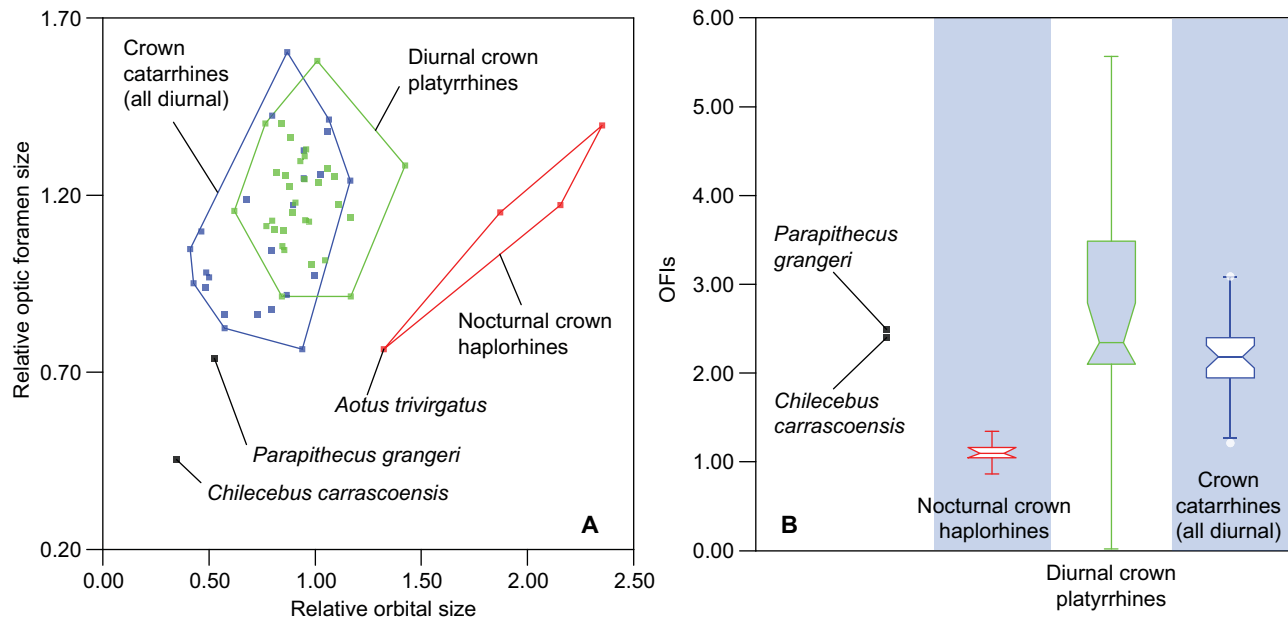 1.70
1.20
0.70
0.20
Relative optic foramen size
0.00
0.50
1.00
1.50
2.00
2.50
Relative orbital size
Crown
catarrhines
(all diurnal)
Diurnal crown
platyrrhines
Nocturnal crown
haplorhines
Aotus trivirgatus
Parapithecus grangeri
Chilecebus carrascoensis
A
6.00
5.00
4.00
3.00
2.00
1.00
0.00
OFIs
Parapithecus
grangeri
Chilecebus
carrascoensis
B
Nocturnal crown
haplorhines
Diurnal crown
platyrrhines
Crown
catarrhines
(all diurnal)